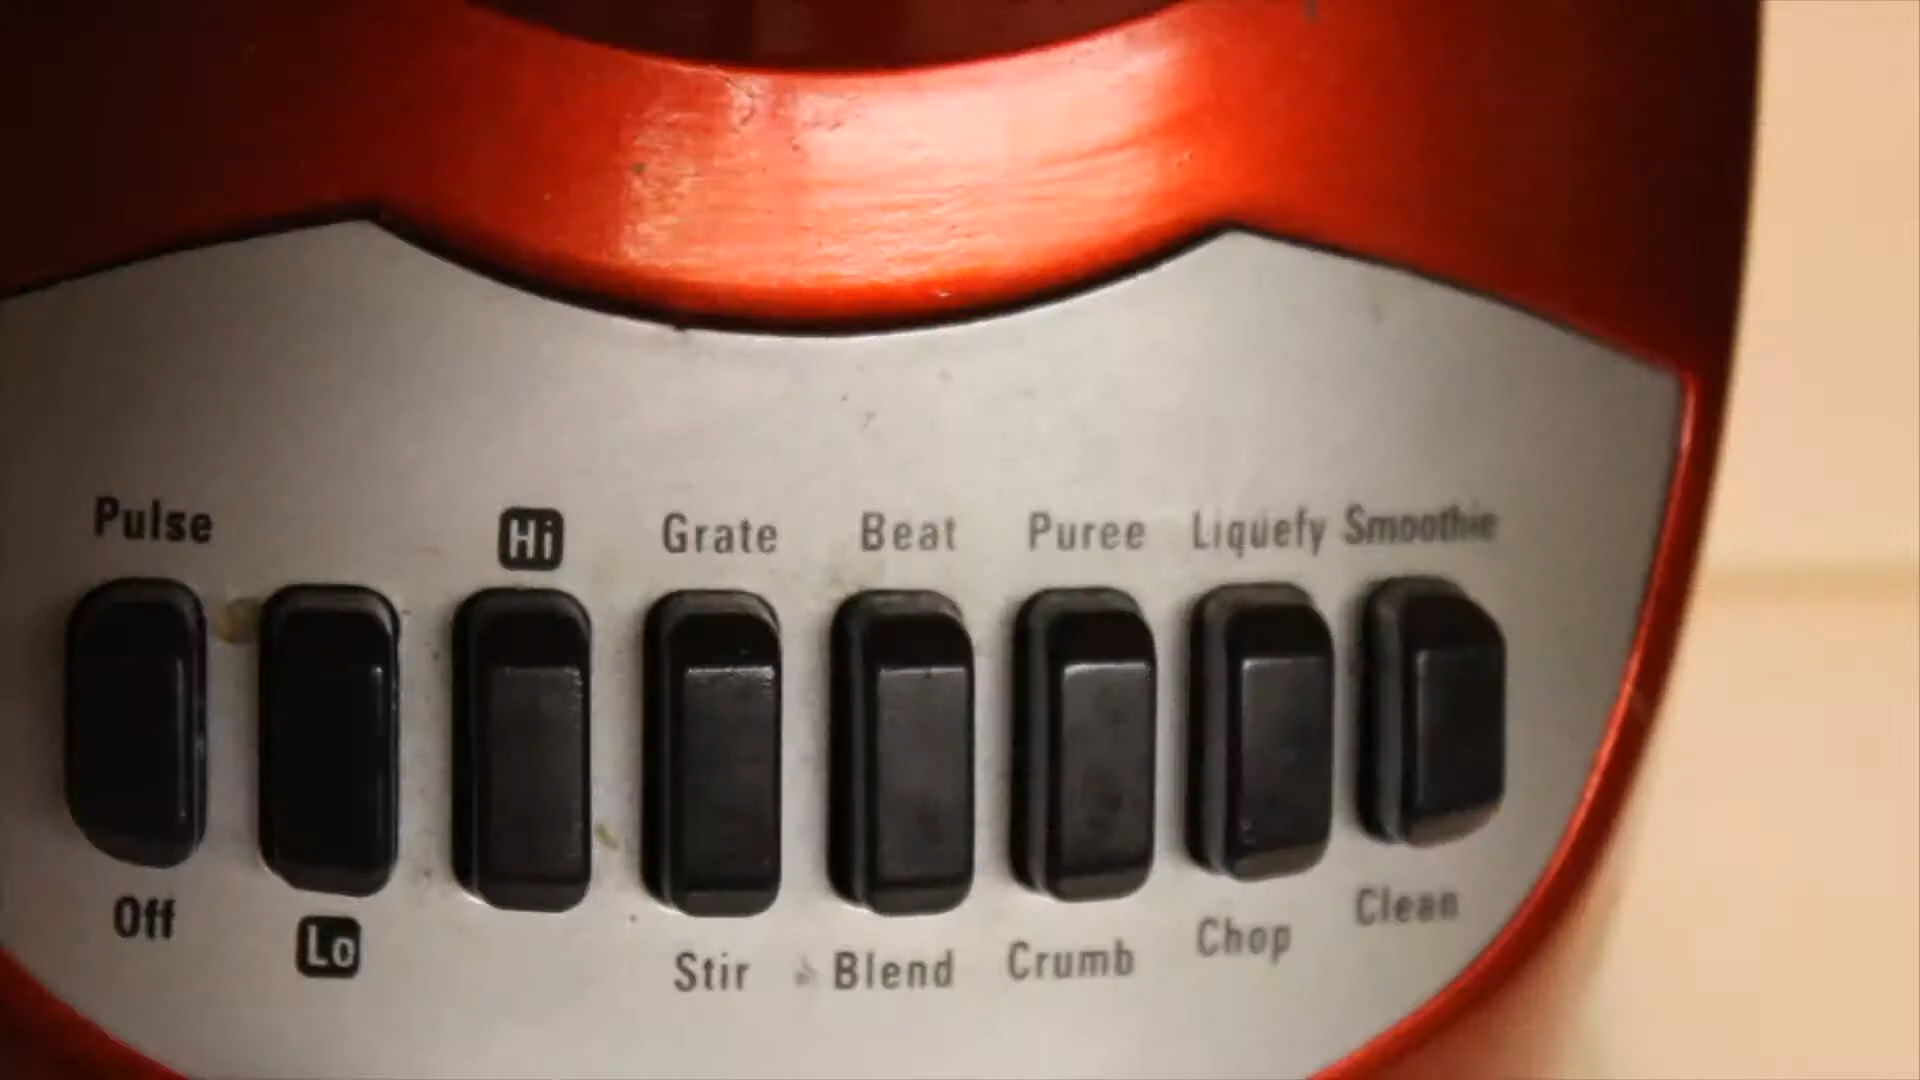 Pulse Hi Grate Beat Puree Liquefy Smoothie
Off Lo Stir Blend Crumb Chop Clean